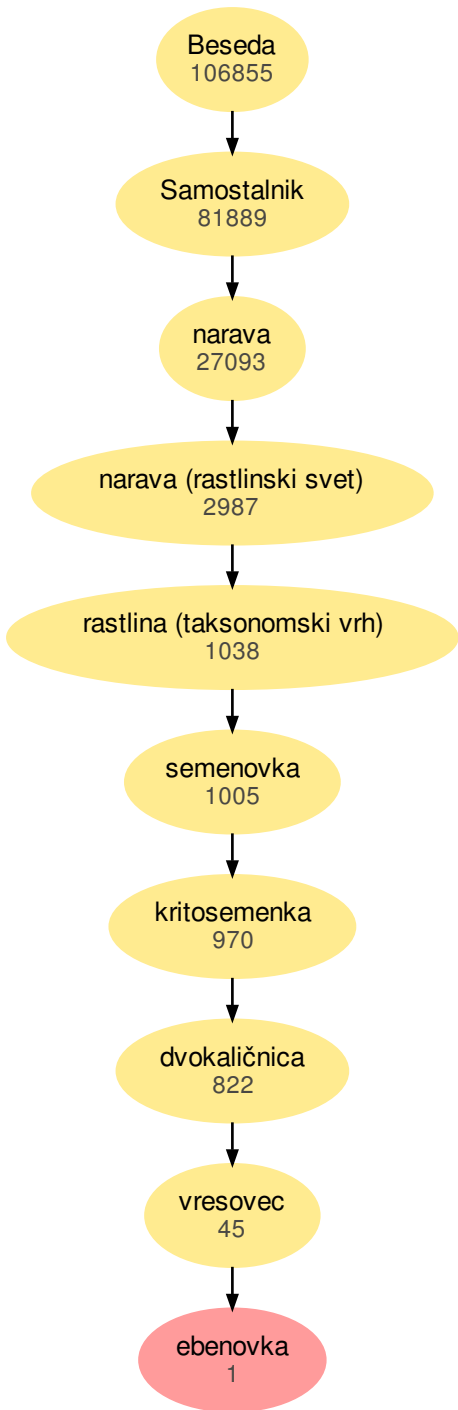 Beseda
106855
Samostalnik
81889
narava
27093
narava (rastlinski svet)
2987
rastlina (taksonomski vrh)
1038
semenovka
1005
kritosemenka
970
dvokaličnica
822
vresovec
45
ebenovka
1